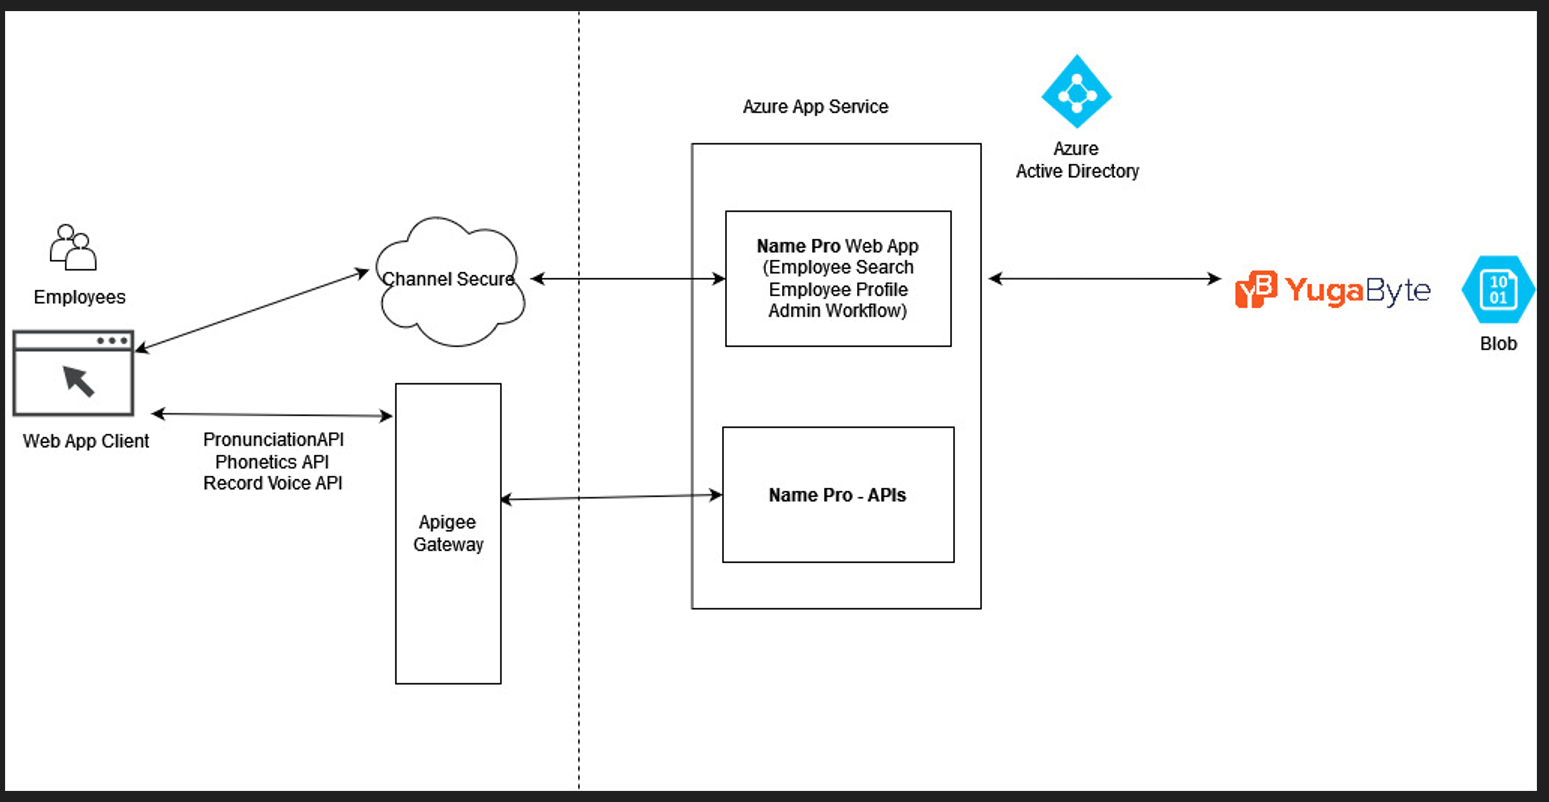 Azure App Service
Azure
Active Directory
Employees
Channel Secure
Name Pro Web App
(Employee Search
Employee Profile
Admin Workflow)
YB YugaByte
10
01
Blob
Web App Client
PronunciationAPI
Phonetics API
Record Voice API
Apigee
Gateway
Name Pro - APIs